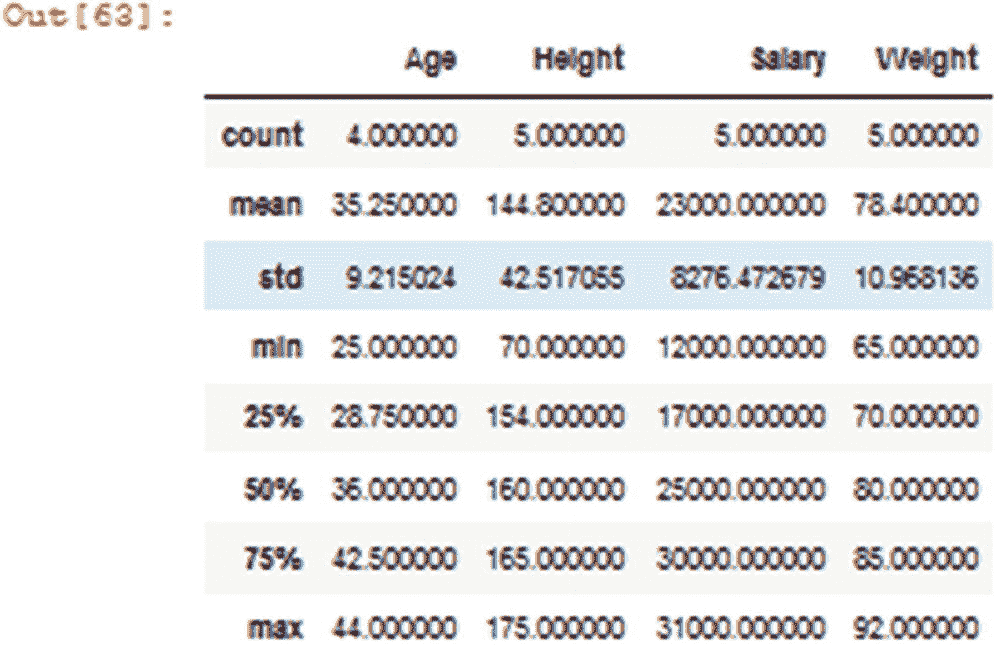 Out[63]:
Age Height Salary Weight
count 4.000000 5.000000 5.000000 5.000000
mean 35.250000 144.800000 23000.000000 78.400000
std 9.215024 42.517055 8276.472679 10.968136
min 25.000000 70.000000 12000.000000 65.000000
25% 28.750000 154.000000 17000.000000 70.000000
50% 36.000000 160.000000 25000.000000 80.000000
75% 42.500000 165.000000 30000.000000 85.000000
max 44.000000 175.000000 31000.000000 92.000000